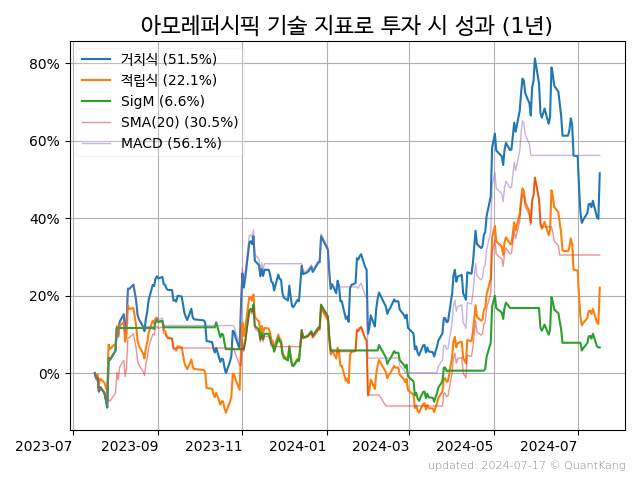 아모레퍼시픽 기술 지표로 투자 시 성과 (1년)
거치식 (51.5%)
적립식 (22.1%)
SigM (6.6%)
SMA(20) (30.5%)
MACD (56.1%)
80%
60%
40%
20%
0%
2023-07 2023-09 2023-11 2024-01 2024-03 2024-05 2024-07
updated: 2024-07-17 © QuantKang